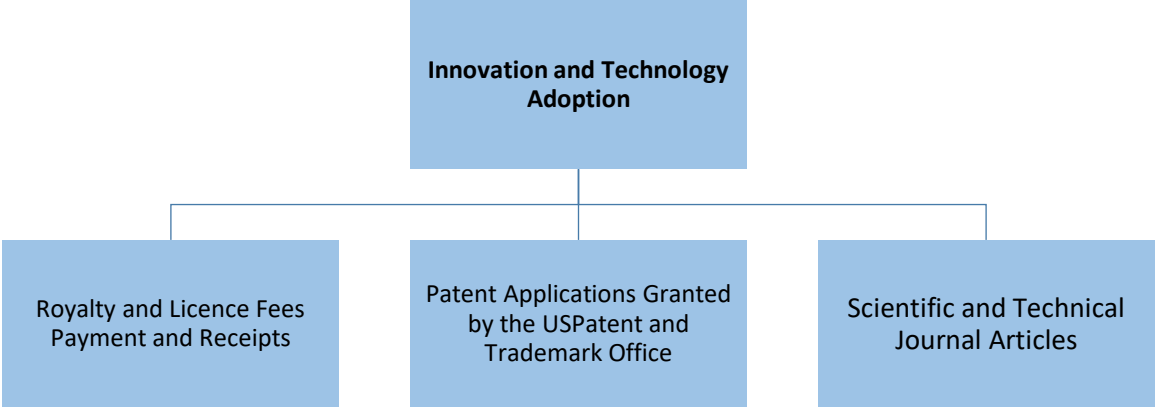 Innovation and Technology
Adoption
Royalty and Licence Fees
Payment and Receipts
Patent Applications Granted
by the USPatent and
Trademark Office
Scientific and Technical
Journal Articles